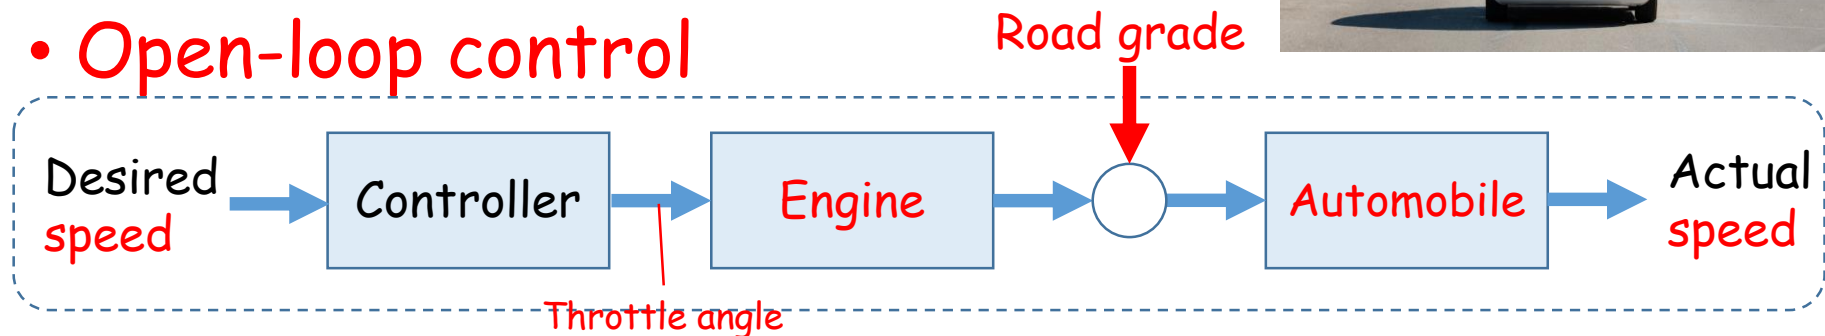 • Open-loop control
Road grade
Desired
speed
Controller
Engine
Automobile
Actual
speed
Throttle angle